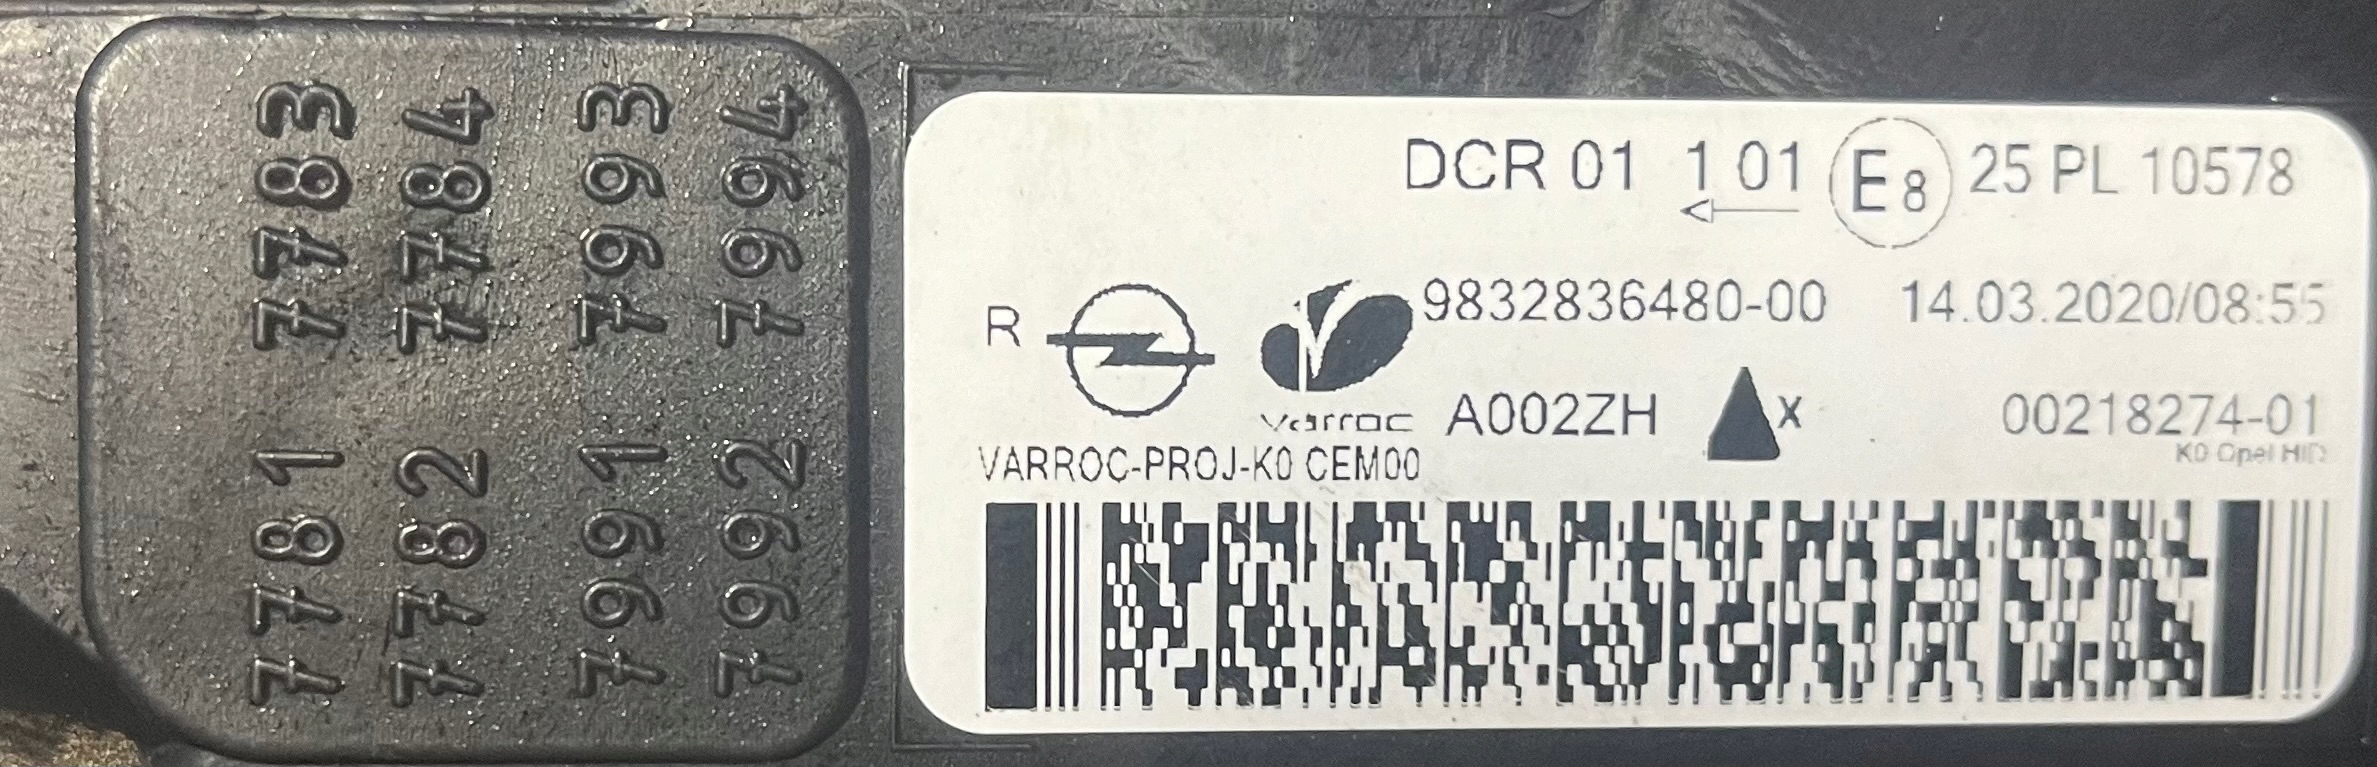 7781 7783
7782 7784
7991 7993
7992 7994
DCR 01 1 01 E8 25 PL 10578
R 9832836480-00 14.03.2020/08:55
varroc A002ZH X 00218274-01
VARROC-PROJ-K0 CEM00 K0 Opel HID